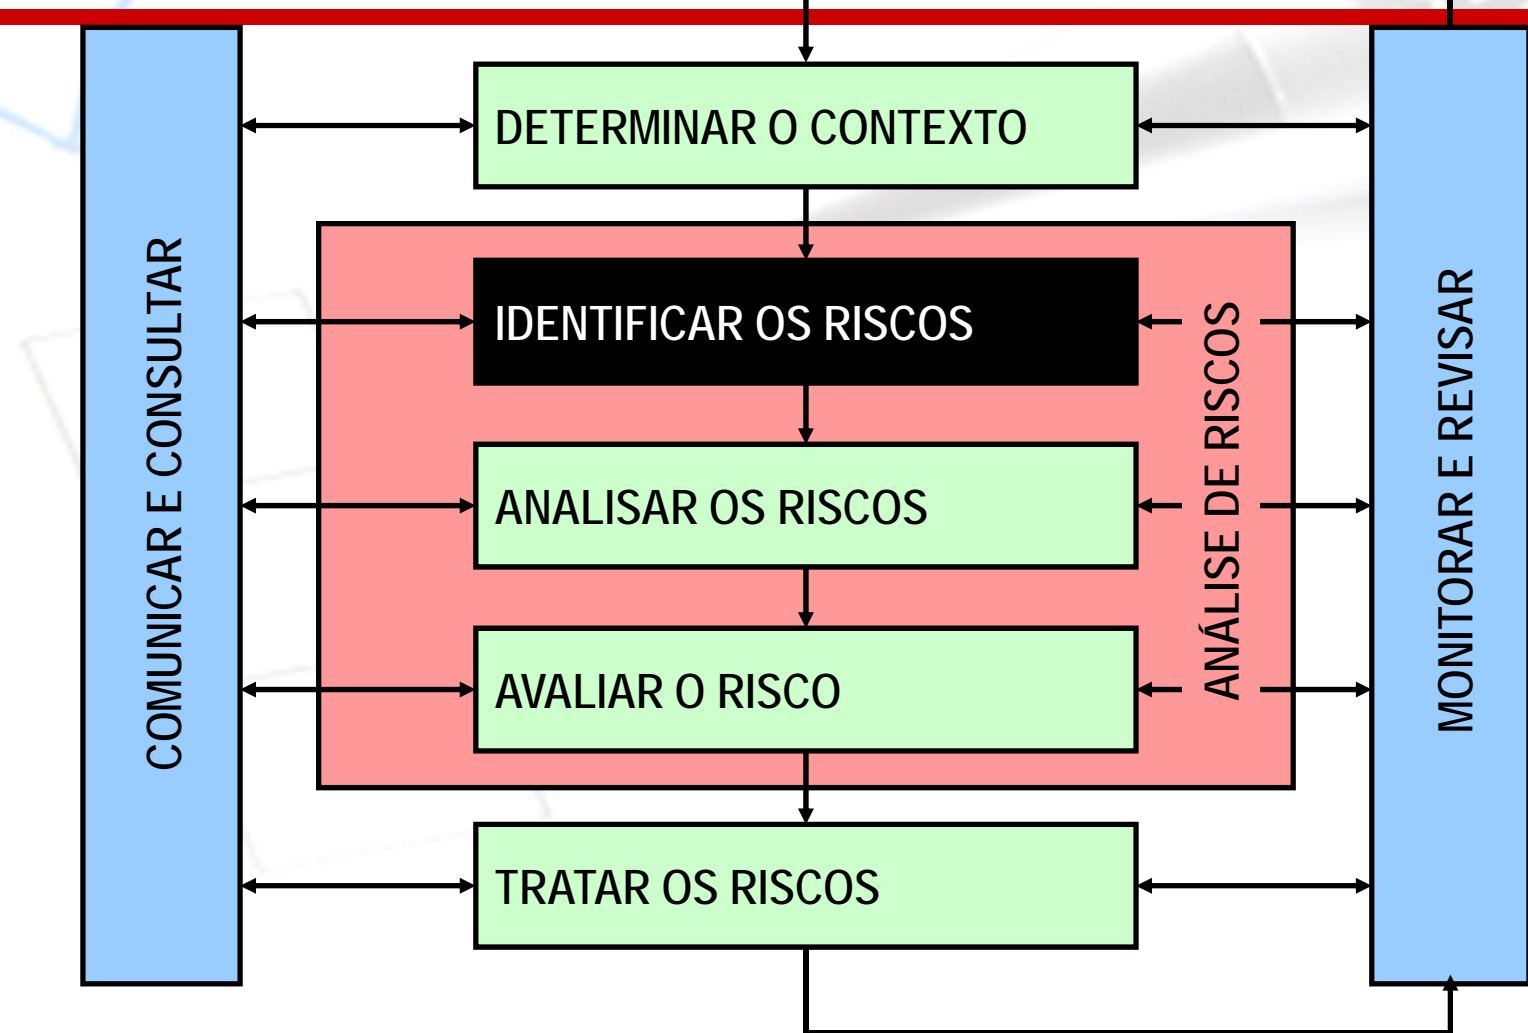 DETERMINAR O CONTEXTO
COMUNICAR E CONSULTAR
IDENTIFICAR OS RISCOS
ANALISAR OS RISCOS
AVALIAR O RISCO
ANÁLISE DE RISCOS
MONITORAR E REVISAR
TRATAR OS RISCOS